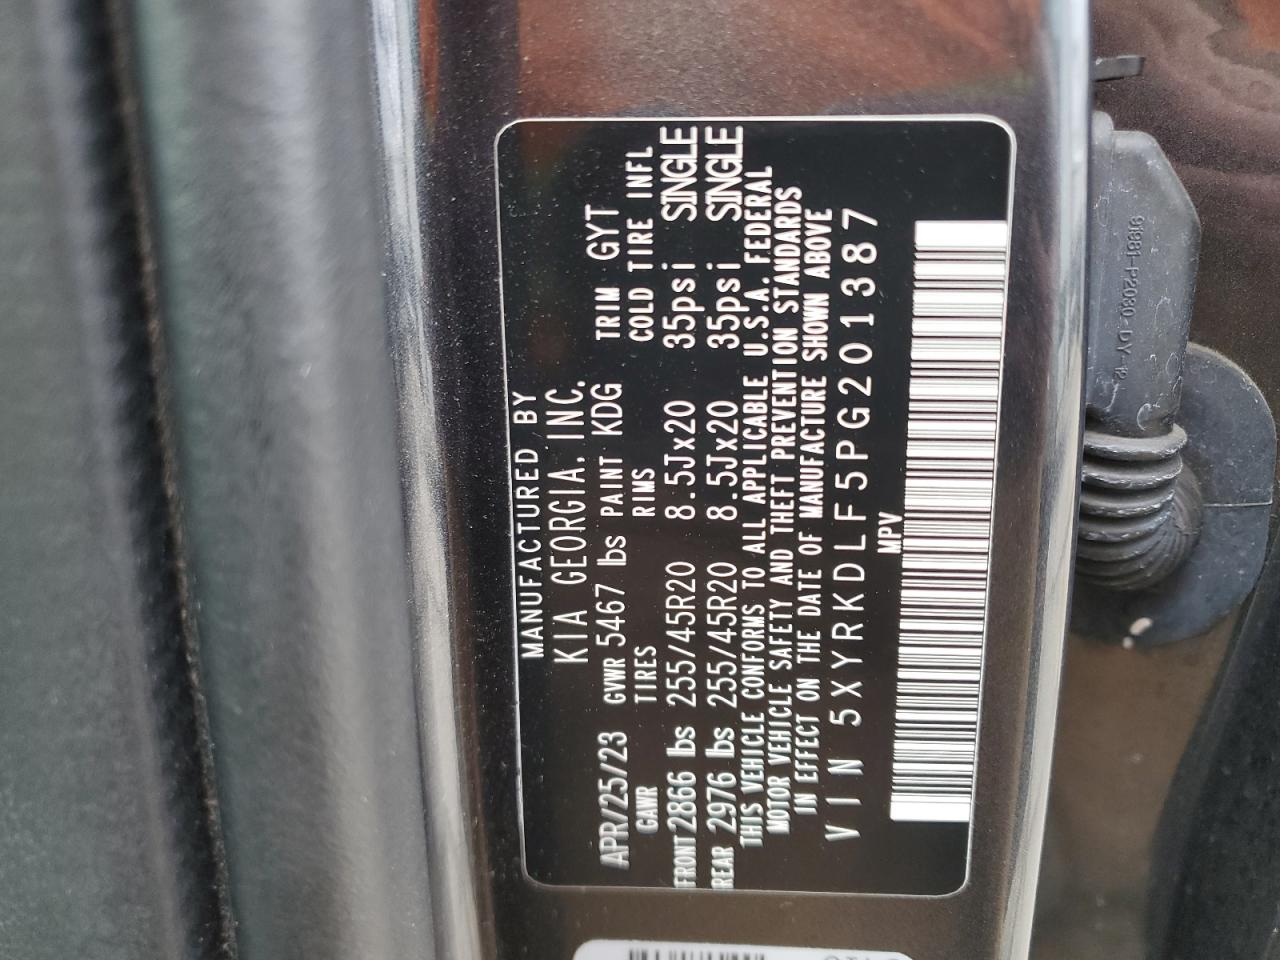 MANUFACTURED BY
KIA GEORGIA, INC.
APR/25/23 GVWR 5467 lbs PAINT KDG TRIM GYT
GAWR TIRES RIMS COLD TIRE INFL
FRONT 2866 lbs 255/45R20 8.5Jx20 35psi SINGLE
REAR 2976 lbs 255/45R20 8.5Jx20 35psi SINGLE
THIS VEHICLE CONFORMS TO ALL APPLICABLE U.S.A. FEDERAL
MOTOR VEHICLE SAFETY AND THEFT PREVENTION STANDARDS
IN EFFECT ON THE DATE OF MANUFACTURE SHOWN ABOVE
VIN 5XYRKDLF5PG201387
MPV
91981-P2030